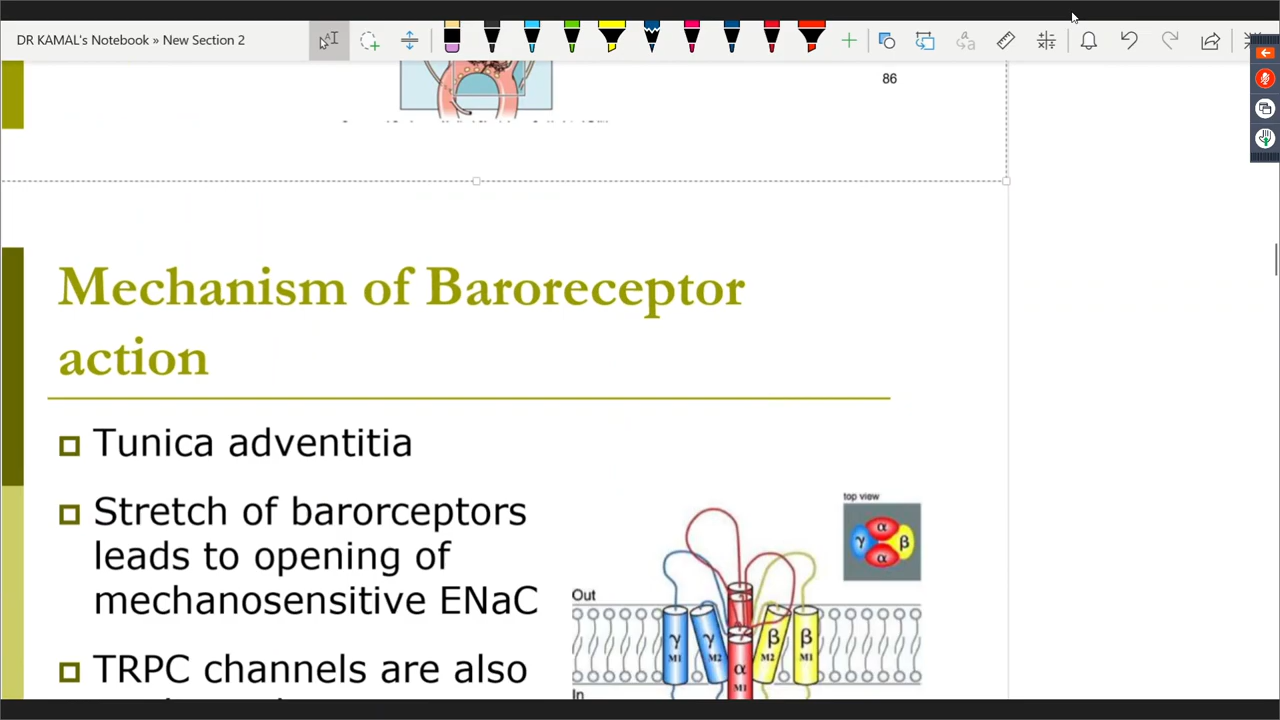 DR KAMAL's Notebook » New Section 2
86
Mechanism of Baroreceptor
action
Tunica adventitia
Stretch of barorceptors
leads to opening of
mechanosensitive ENaC
TRPC channels are also
top view
α
γ
β
α
Out
γ
M1
γ
M2
α
M1
β
M2
β
M1
In